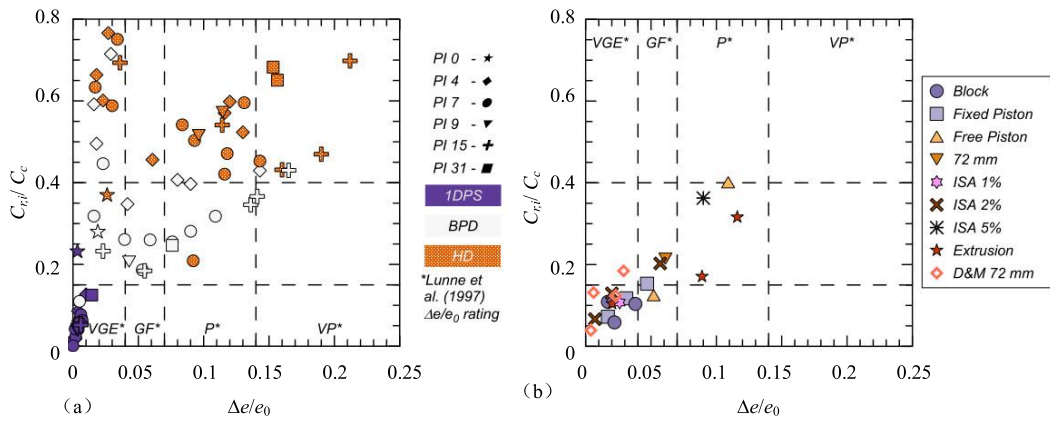 0.8
0.6
0.4
0.2
0
C_{r,i}/ C_c
VGE*
GF*
P*
VP*
0
0.05
0.1
0.15
0.2
0.25
(a)
Δe/e_0
PI 0 -
PI 4 -
PI 7 -
PI 9 -
PI 15 -
PI 31 -
1DPS
BPD
HD
*Lunne et
al. (1997)
Δe/e_0 rating
0.8
0.6
0.4
0.2
0
C_{r,i}/ C_c
VGE*
GF*
P*
VP*
0
0.05
0.1
0.15
0.2
0.25
(b)
Δe/e_0
Block
Fixed Piston
Free Piston
72 mm
ISA 1%
ISA 2%
ISA 5%
Extrusion
D&M 72 mm